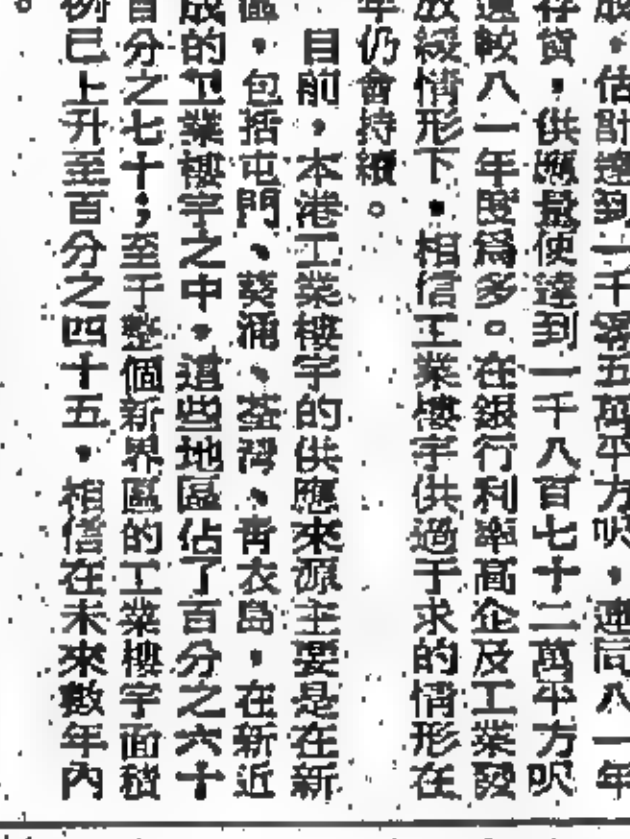 成，估計達到一千零五萬平方呎，連同八一年
存貨，供應量便達到一千八百七十二萬平方呎
還較八一年度爲多。在銀行利率高企及工業發
放緩情形下，相信工業樓宇供過于求的情形在
年仍會持續。
目前，本港工業樓宇的供應來源主要是在新
區，包括屯門、葵涌、荃灣、青衣島，在新近
成的工業樓宇之中，這些地區佔了百分之六十
百分之七十；至于整個新界區的工業樓宇面積
例已上升至百分之四十五，相信在未來數年內
。